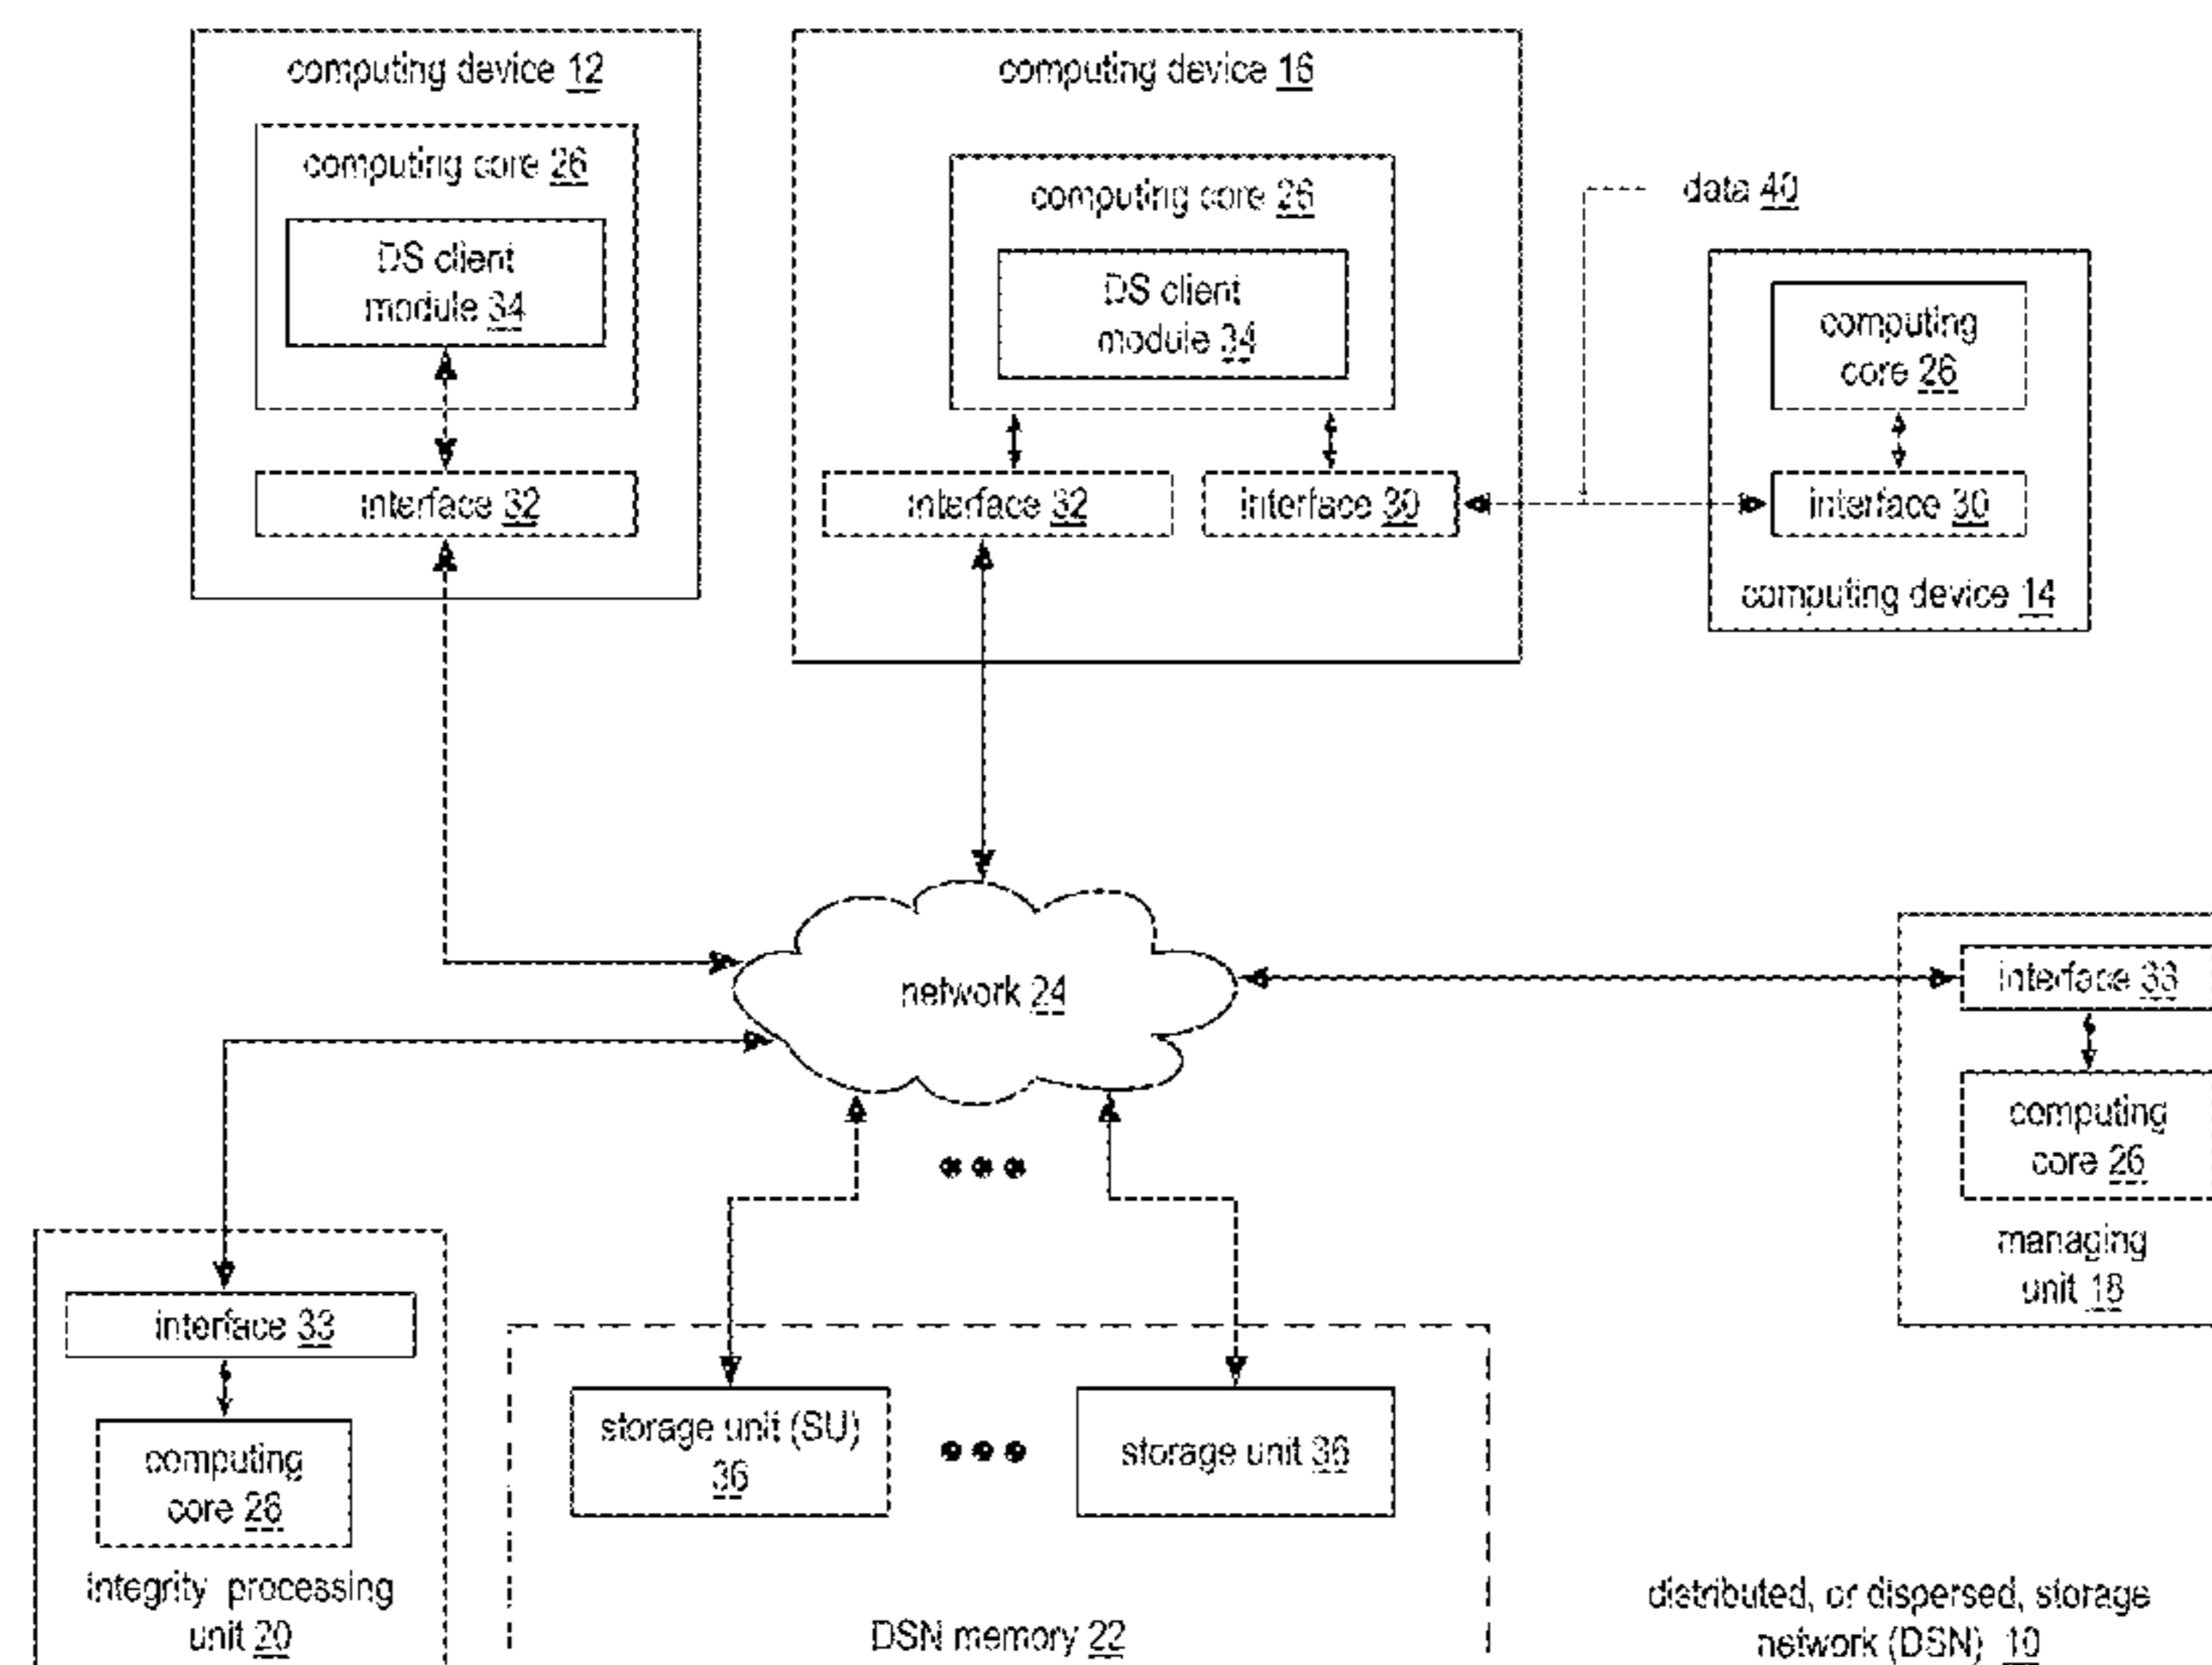 computing device 12
computing core 26
DS client
module 34
interface 32
computing device 16
computing core 26
DS client
module 34
interface 32
interface 30
data 40
computing
core 26
interface 30
computing device 14
network 24
interface 33
computing
core 26
managing
unit 18
interface 33
computing
core 26
integrity processing
unit 20
storage unit (SU)
36
storage unit 36
DSN memory 22
distributed, or dispersed, storage
network (DSN) 10